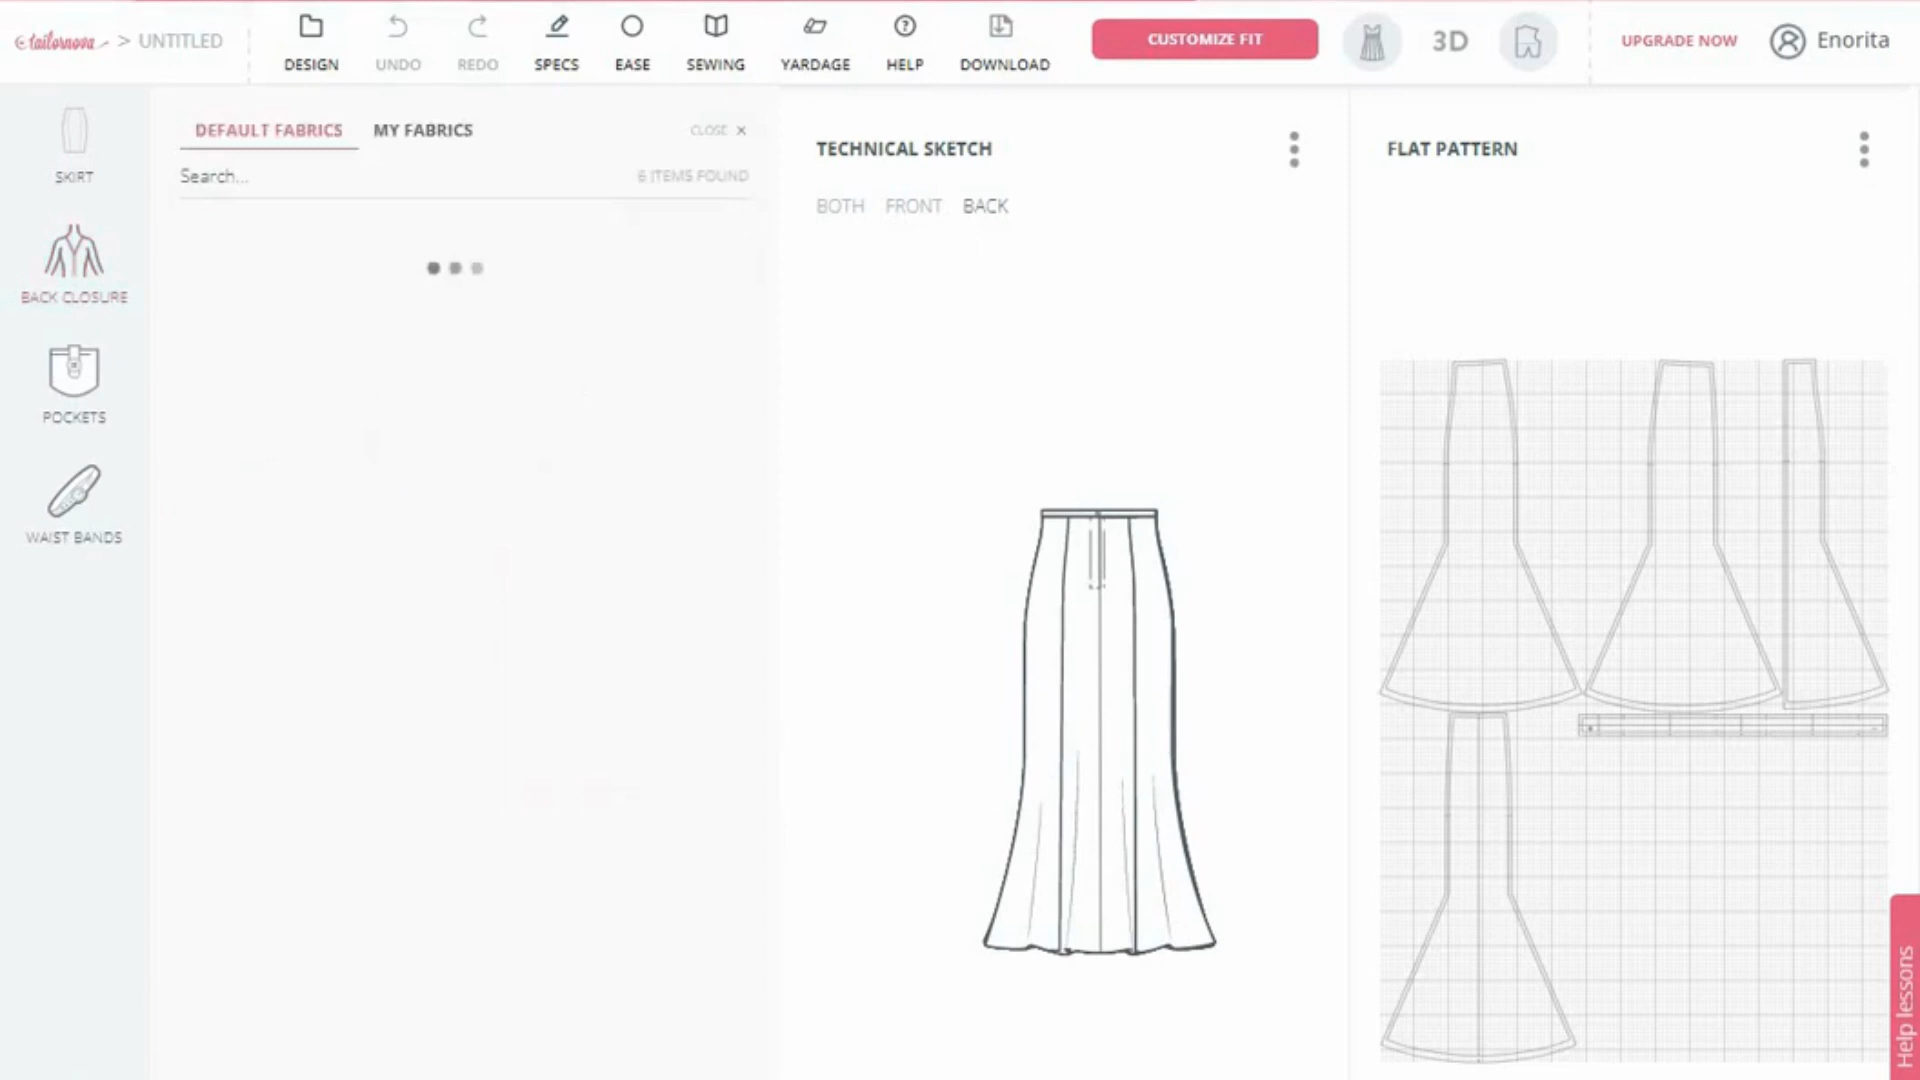 tailornova > UNTITLED
DESIGN UNDO REDO SPECS EASE SEWING YARDAGE HELP DOWNLOAD
CUSTOMIZE FIT
3D
UPGRADE NOW
Enorita
SKIRT
BACK CLOSURE
POCKETS
WAIST BANDS
DEFAULT FABRICS MY FABRICS CLOSE ×
Search... 6 ITEMS FOUND
TECHNICAL SKETCH
BOTH FRONT BACK
FLAT PATTERN
Help lessons